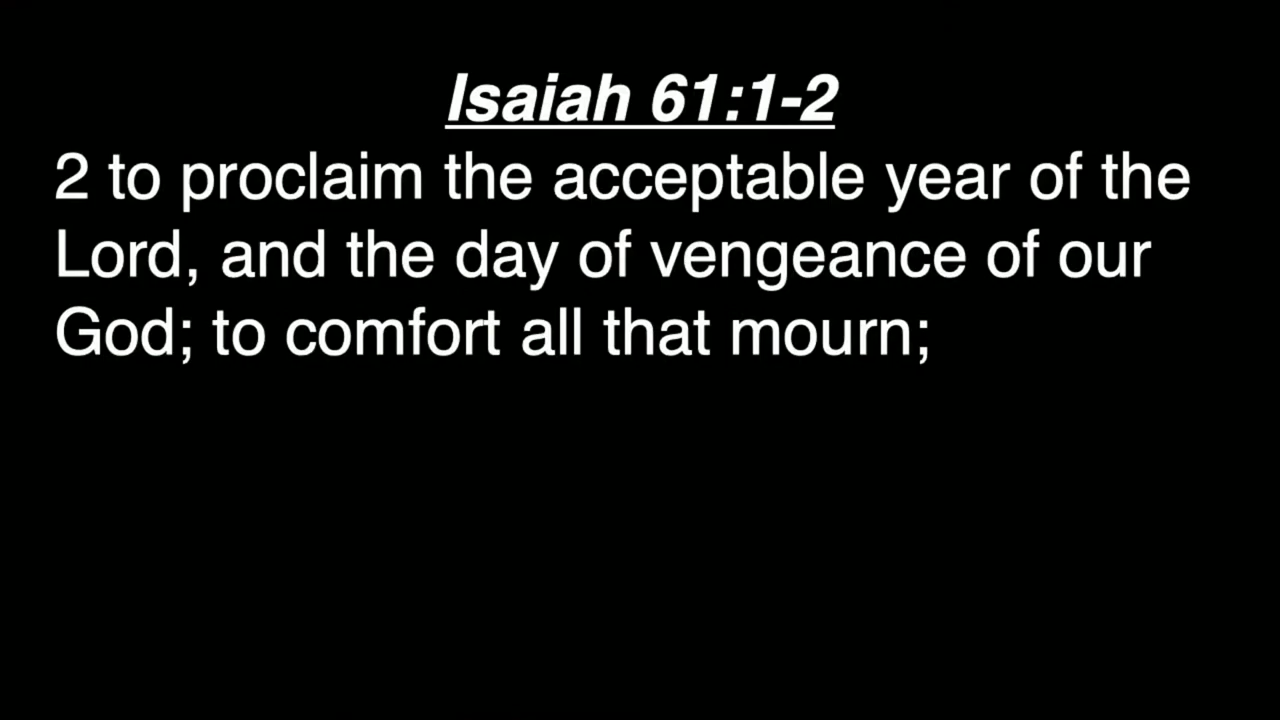 Isaiah 61:1-2
2 to proclaim the acceptable year of the
Lord, and the day of vengeance of our
God; to comfort all that mourn;